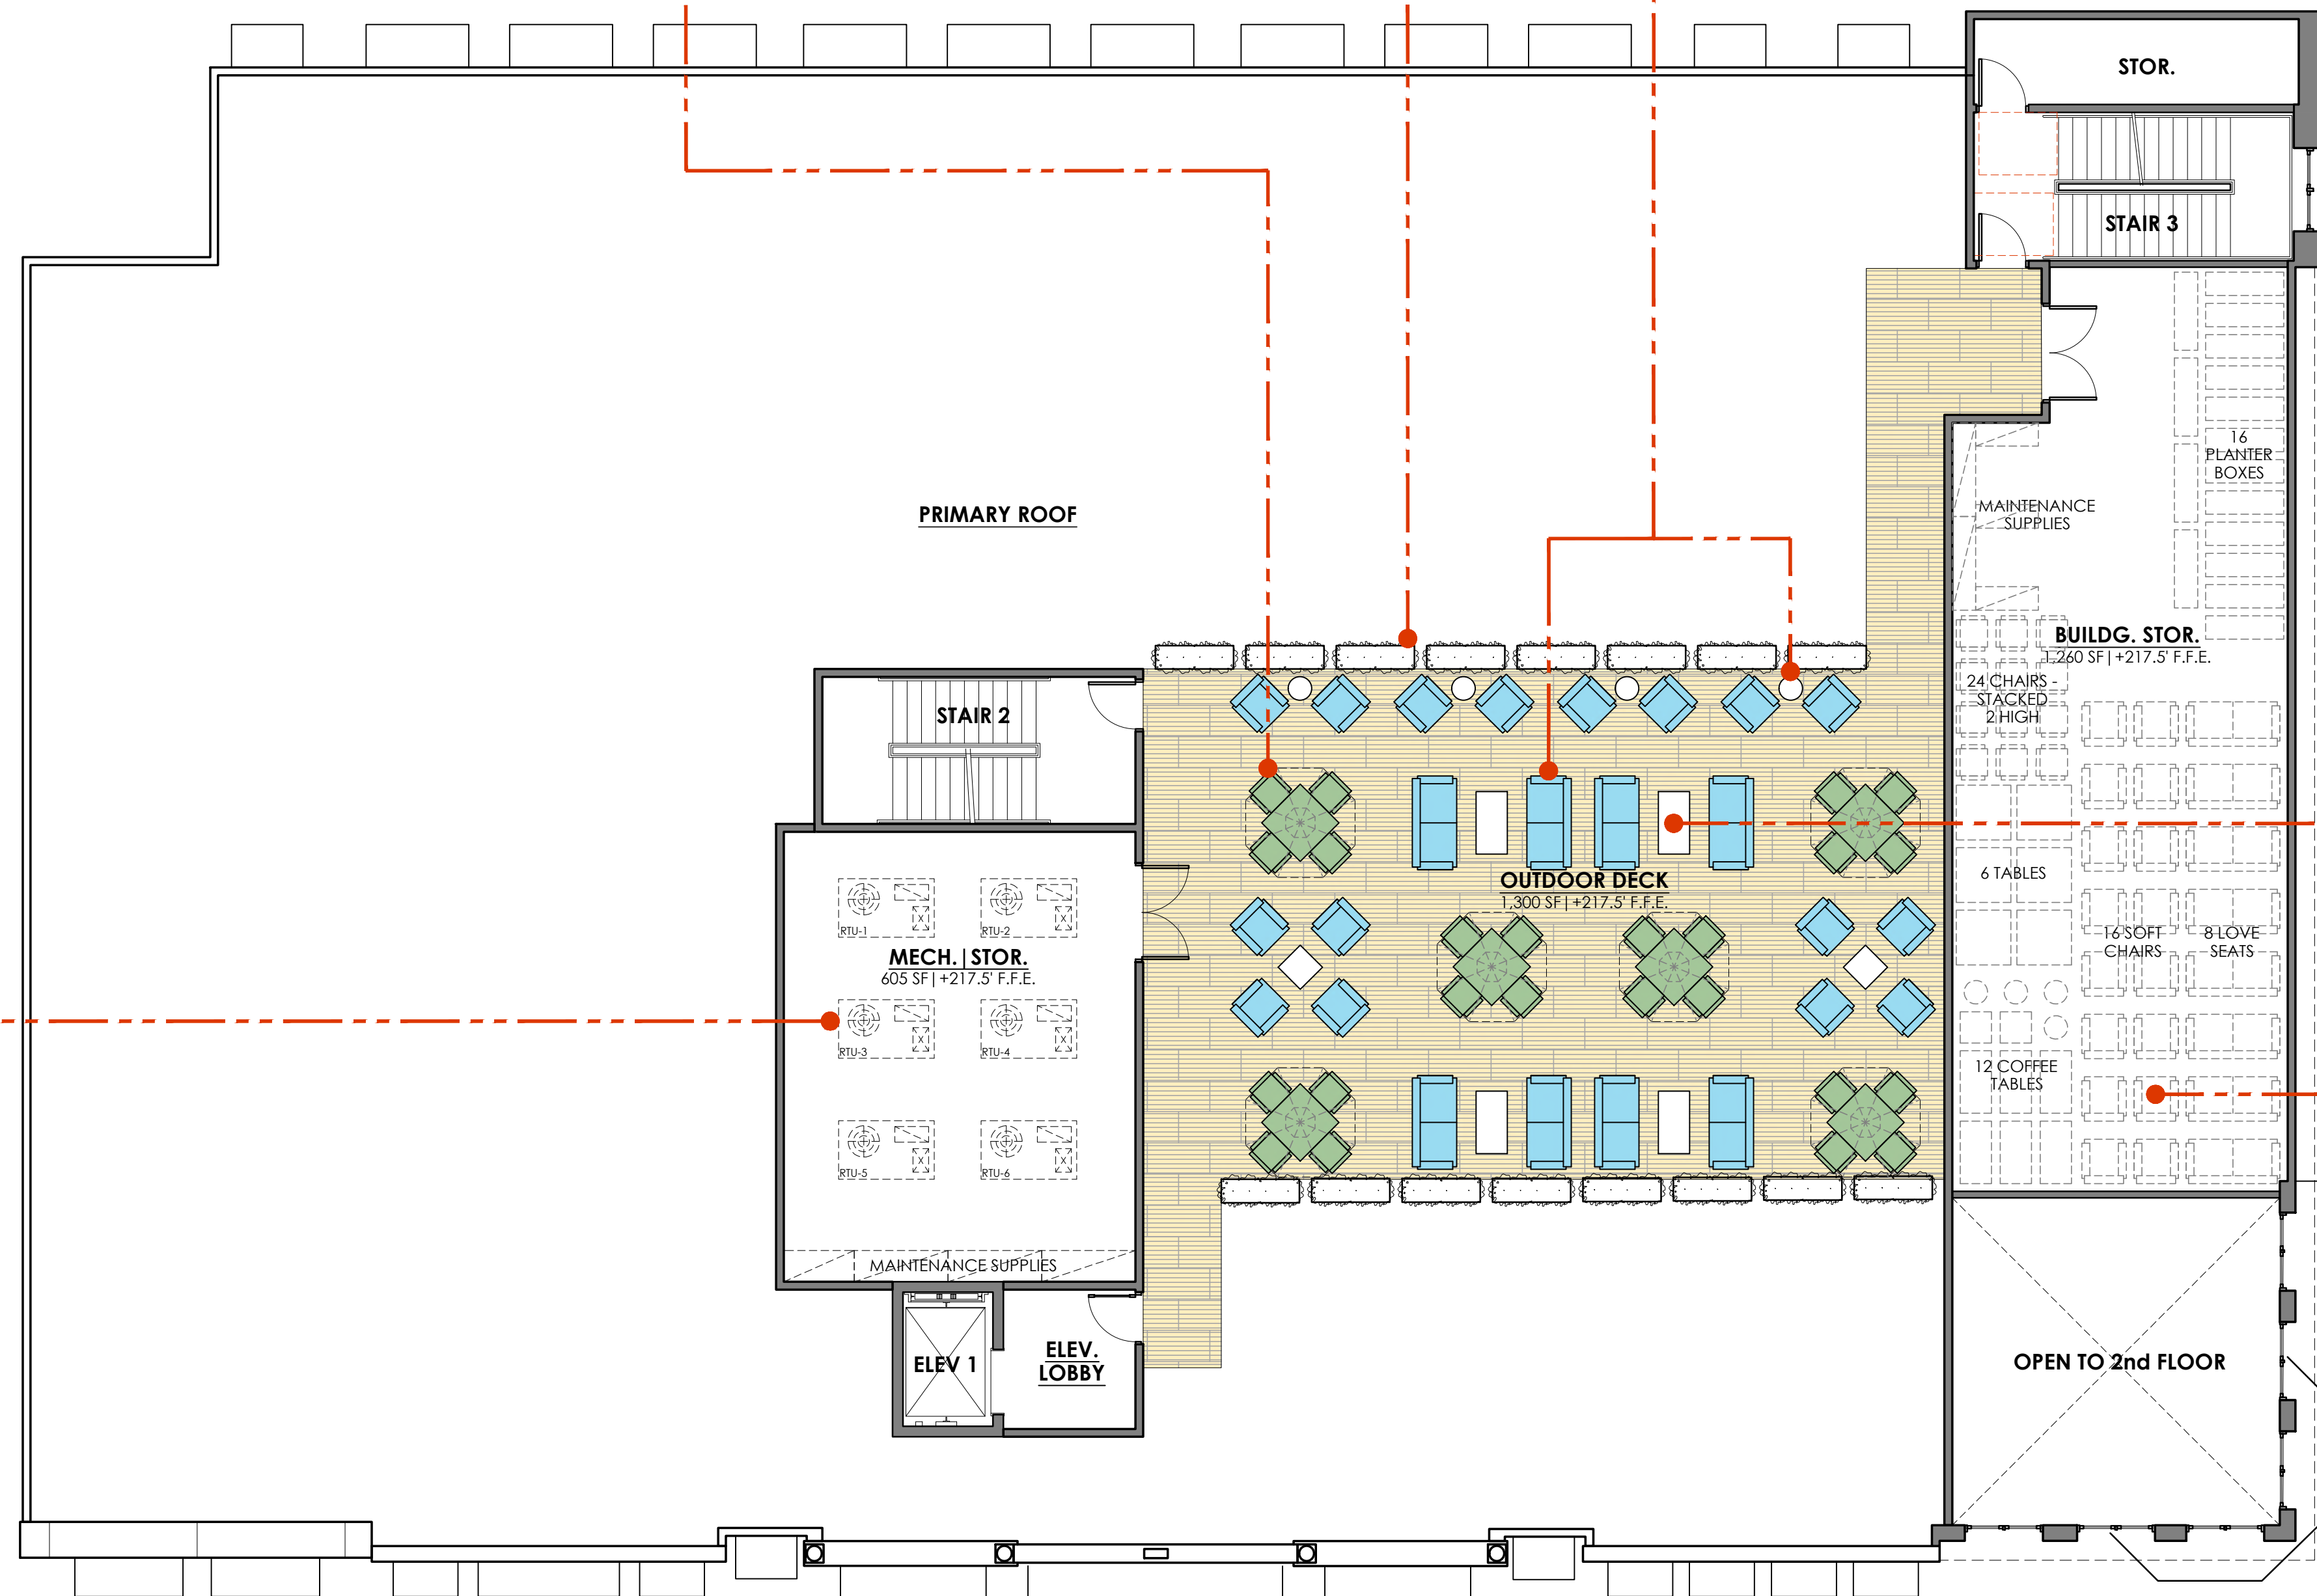 STOR.
STAIR 3
16
PLANTER
BOXES
PRIMARY ROOF
MAINTENANCE
SUPPLIES
BUILDG. STOR.
1,260 SF | +217.5' F.F.E.
24 CHAIRS -
STACKED
2 HIGH
STAIR 2
6 TABLES
OUTDOOR DECK
1,300 SF | +217.5' F.F.E.
RTU-1
RTU-2
16 SOFT
CHAIRS
8 LOVE
SEATS
MECH. | STOR.
605 SF | +217.5' F.F.E.
RTU-3
RTU-4
12 COFFEE
TABLES
RTU-5
RTU-6
MAINTENANCE SUPPLIES
ELEV 1
ELEV.
LOBBY
OPEN TO 2nd FLOOR